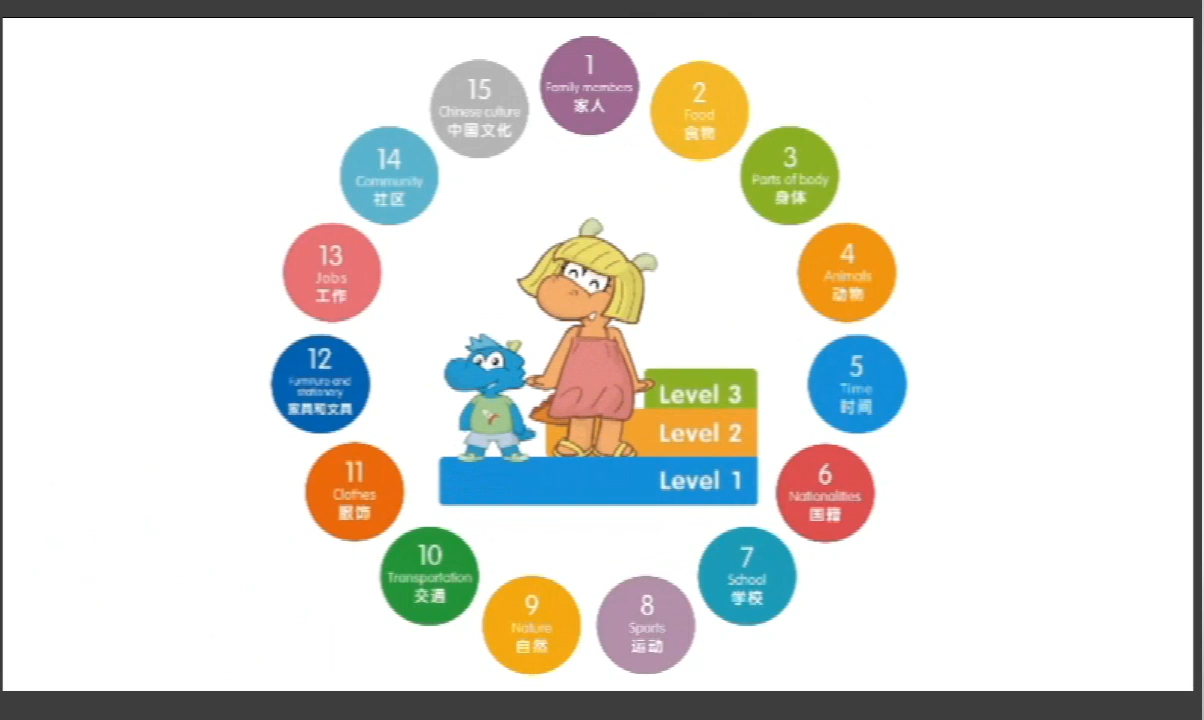 1
Family members
家人
2
Food
食物
3
Parts of body
身体
4
Animals
动物
5
Time
时间
6
Nationalities
国籍
7
School
学校
8
Sports
运动
9
Nature
自然
10
Transportation
交通
11
Clothes
服饰
12
Furniture and
stationary
家具和文具
13
Jobs
工作
14
Community
社区
15
Chinese culture
中国文化
Level 3
Level 2
Level 1